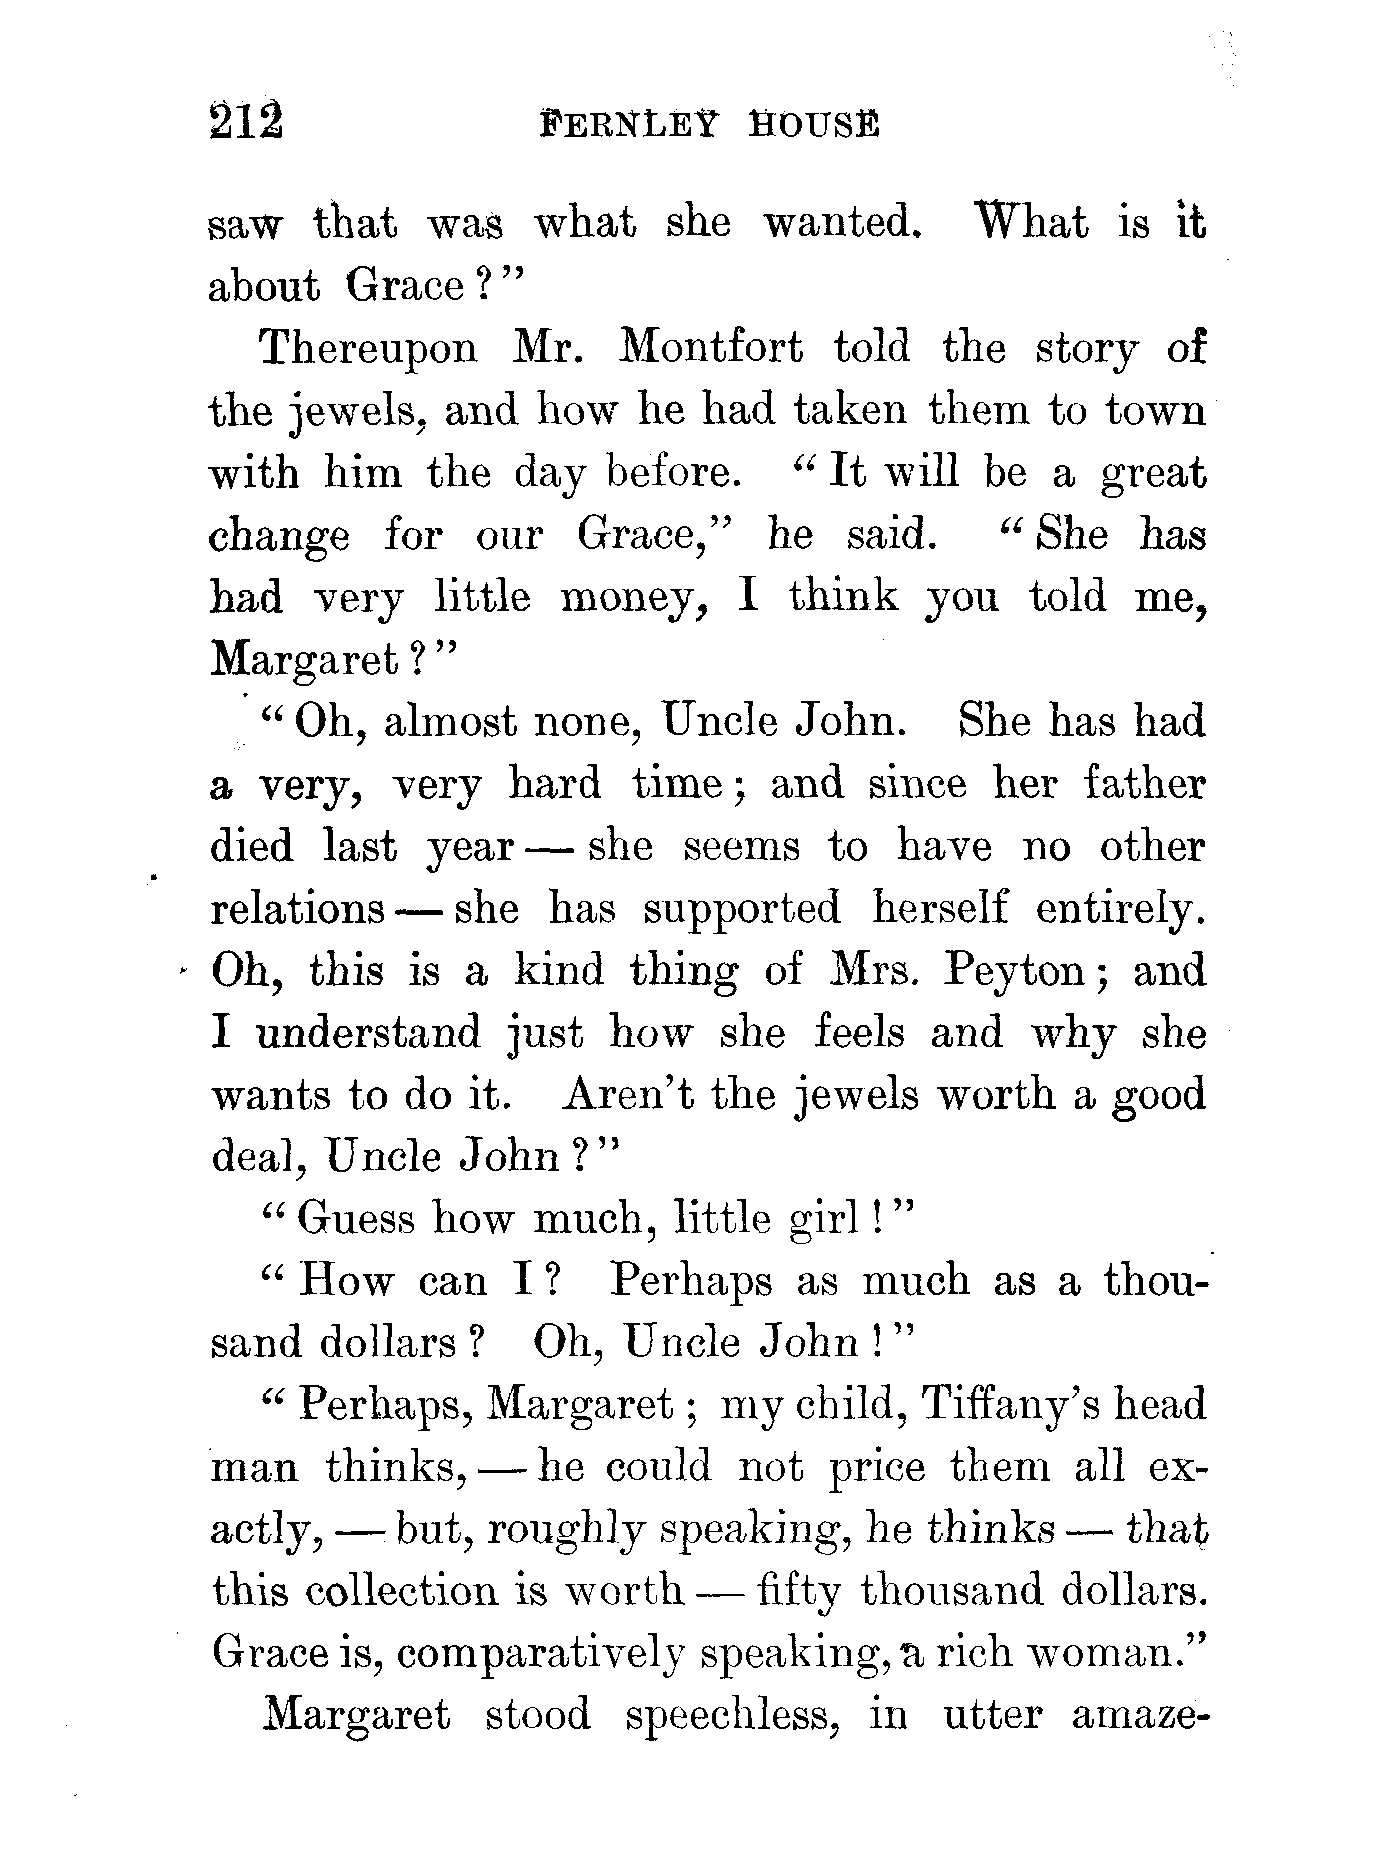 212 FERNLEY HOUSE
saw that was what she wanted. What is it
about Grace?"
Thereupon Mr. Montfort told the story of
the jewels, and how he had taken them to town
with him the day before. "It will be a great
change for our Grace," he said. "She has
had very little money, I think you told me,
Margaret?"
"Oh, almost none, Uncle John. She has had
a very, very hard time; and since her father
died last year — she seems to have no other
relations — she has supported herself entirely.
Oh, this is a kind thing of Mrs. Peyton; and
I understand just how she feels and why she
wants to do it. Aren't the jewels worth a good
deal, Uncle John?"
"Guess how much, little girl!"
"How can I? Perhaps as much as a thou-
sand dollars? Oh, Uncle John!"
"Perhaps, Margaret; my child, Tiffany's head
man thinks, — he could not price them all ex-
actly, — but, roughly speaking, he thinks — that
this collection is worth — fifty thousand dollars.
Grace is, comparatively speaking, a rich woman."
Margaret stood speechless, in utter amaze-